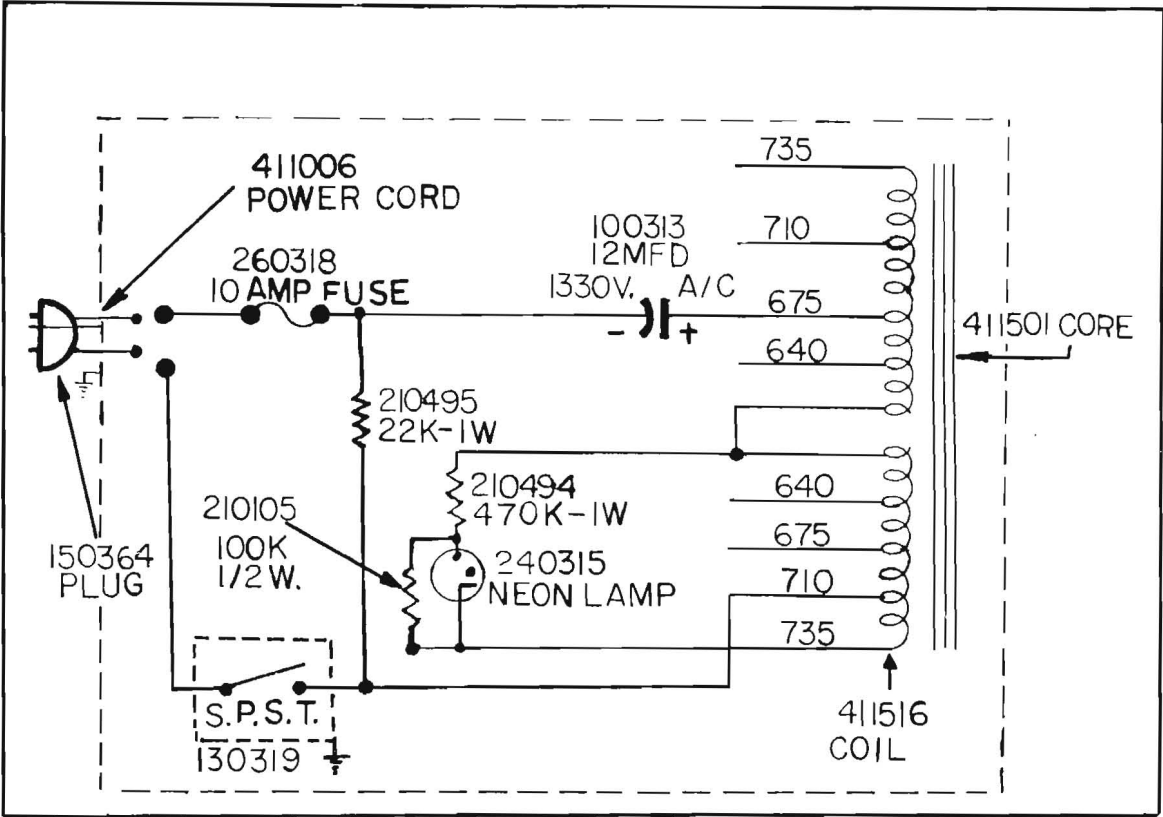 735
411006
POWER CORD
710
100313
12MFD
1330V. A/C
- +
260318
10 AMP FUSE
675
411501 CORE
640
210495
22K-1W
210494
470K-1W
640
210105
100K
1/2W.
675
150364
PLUG
240315
NEON LAMP
710
735
S.P.S.T.
130319
411516
COIL